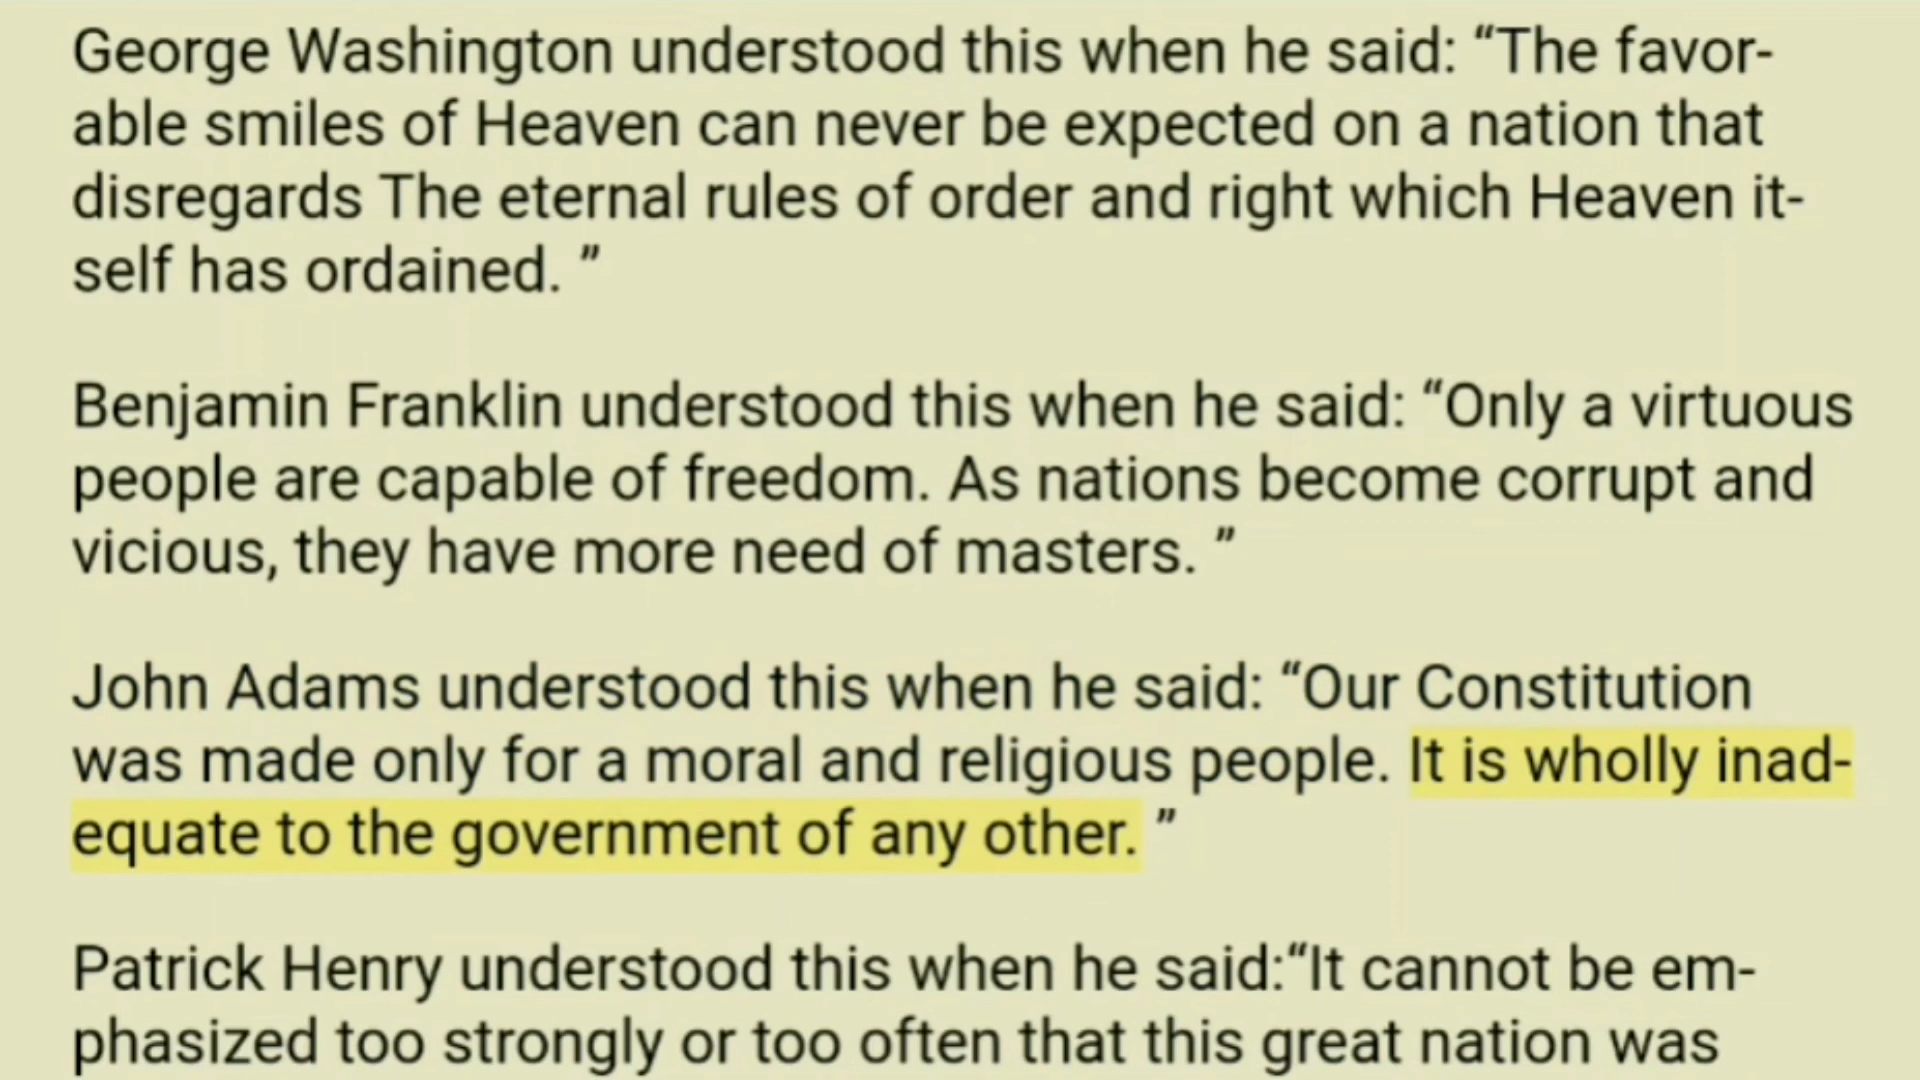 George Washington understood this when he said: “The favor-
able smiles of Heaven can never be expected on a nation that
disregards The eternal rules of order and right which Heaven it-
self has ordained. ”
Benjamin Franklin understood this when he said: “Only a virtuous
people are capable of freedom. As nations become corrupt and
vicious, they have more need of masters. ”
John Adams understood this when he said: “Our Constitution
was made only for a moral and religious people. It is wholly inad-
equate to the government of any other. ”
Patrick Henry understood this when he said:“It cannot be em-
phasized too strongly or too often that this great nation was